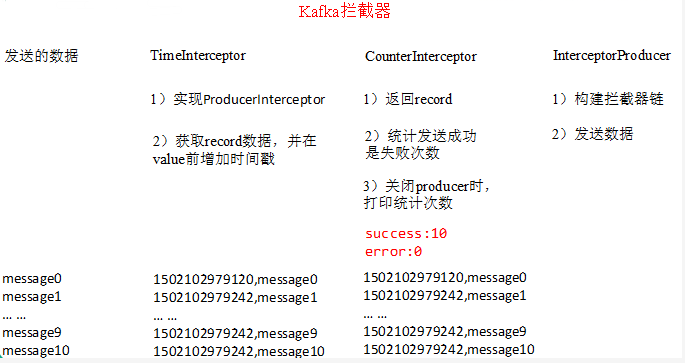 Kafka拦截器
发送的数据
TimeInterceptor
CounterInterceptor
InterceptorProducer
1）实现ProducerInterceptor
2）获取record数据，并在
value前增加时间戳
1）返回record
2）统计发送成功
是失败次数
3）关闭producer时，
打印统计次数
success:10
error:0
1）构建拦截器链
2）发送数据
message0
message1
... ...
message9
message10
1502102979120,message0
1502102979242,message1
... ...
1502102979242,message9
1502102979242,message10
1502102979120,message0
1502102979242,message1
... ...
1502102979242,message9
1502102979242,message10